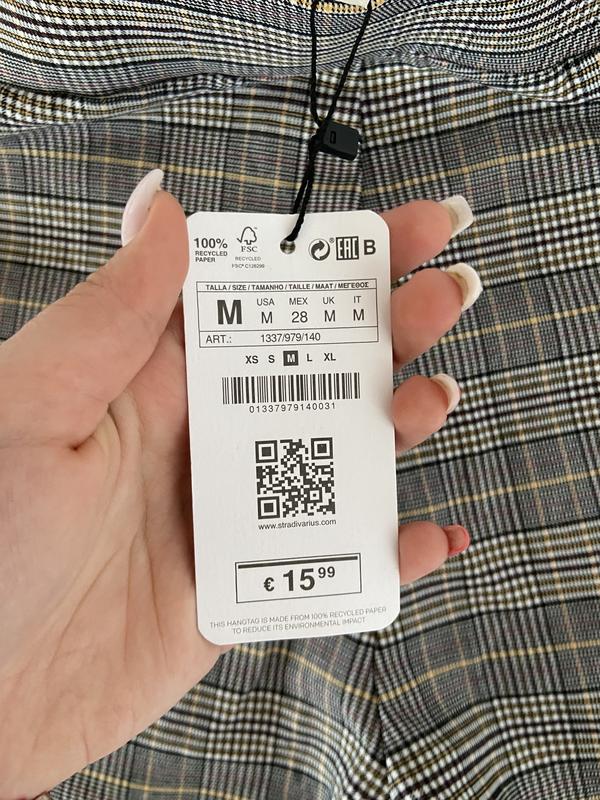 100%
RECYCLED
PAPER
FSC
RECYCLED
FSC® C128299
® EAC B
TALLA / SIZE / TAMANHO / TAILLE / MAAT / ΜΕΓΕΘΟΣ
M USA MEX UK IT
M 28 M M
ART.: 1337/979/140
XS S M L XL
01337979140031
www.stradivarius.com
€ 15 99
THIS HANGTAG IS MADE FROM 100% RECYCLED PAPER
TO REDUCE ITS ENVIRONMENTAL IMPACT